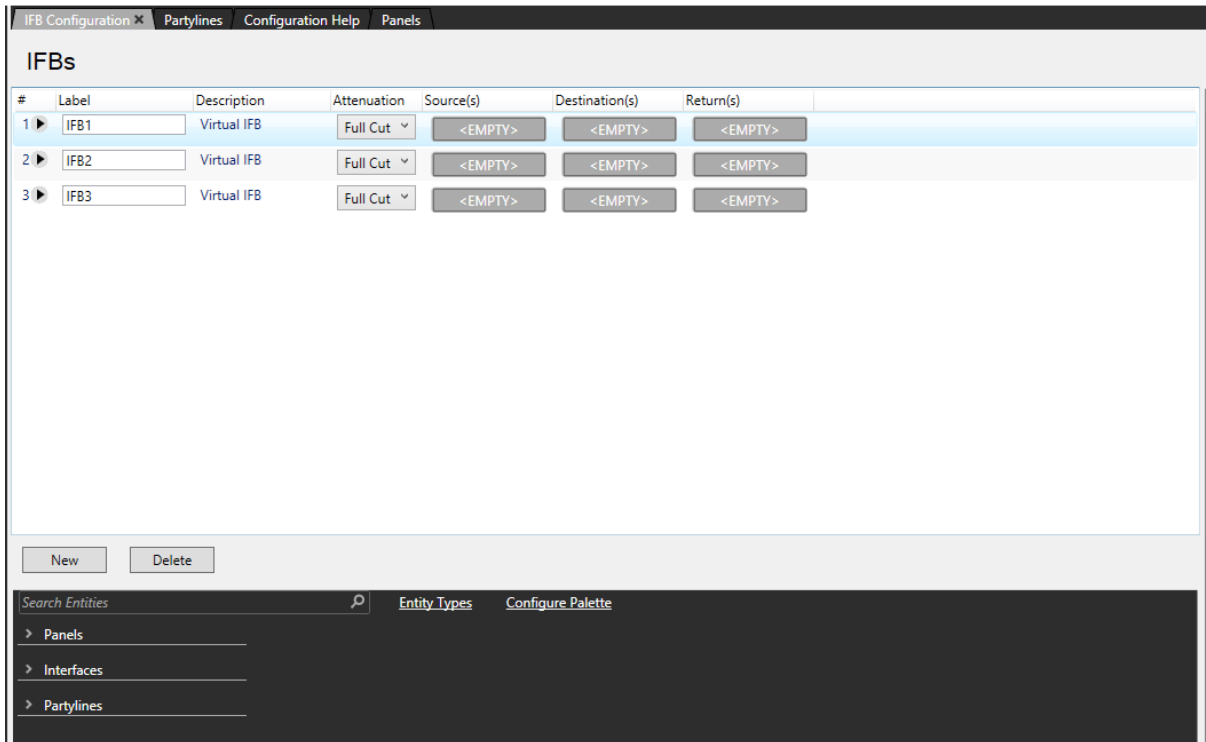 IFB Configuration × Partylines Configuration Help Panels
IFBs
# Label Description Attenuation Source(s) Destination(s) Return(s)
1 IFB1 Virtual IFB Full Cut <EMPTY> <EMPTY> <EMPTY>
2 IFB2 Virtual IFB Full Cut <EMPTY> <EMPTY> <EMPTY>
3 IFB3 Virtual IFB Full Cut <EMPTY> <EMPTY> <EMPTY>
New Delete
Search Entities Entity Types Configure Palette
Panels
Interfaces
Partylines